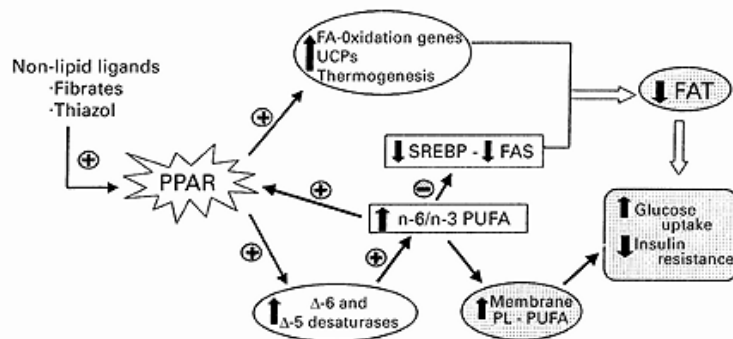 FA-Oxidation genes
UCPs
Thermogenesis
Non-lipid ligands
·Fibrates
·Thiazol
FAT
SREBP - FAS
PPAR
n-6/n-3 PUFA
Glucose
uptake
Insulin
resistance
Δ-6 and
Δ-5 desaturases
Membrane
PL - PUFA